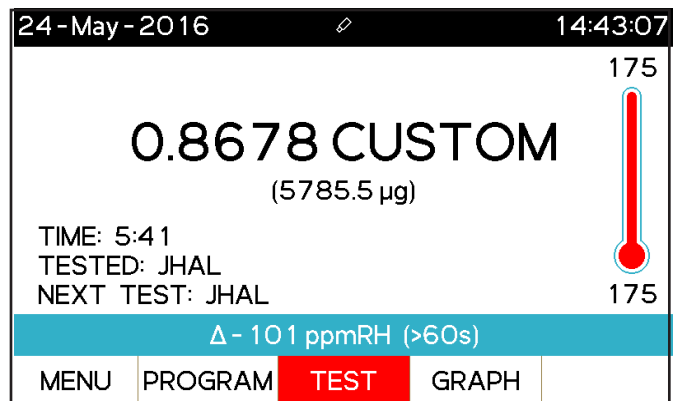 24-May-2016 14:43:07
175
0.8678 CUSTOM
(5785.5 µg)
TIME: 5:41
TESTED: JHAL
NEXT TEST: JHAL
175
Δ - 101 ppmRH (>60s)
MENU PROGRAM TEST GRAPH